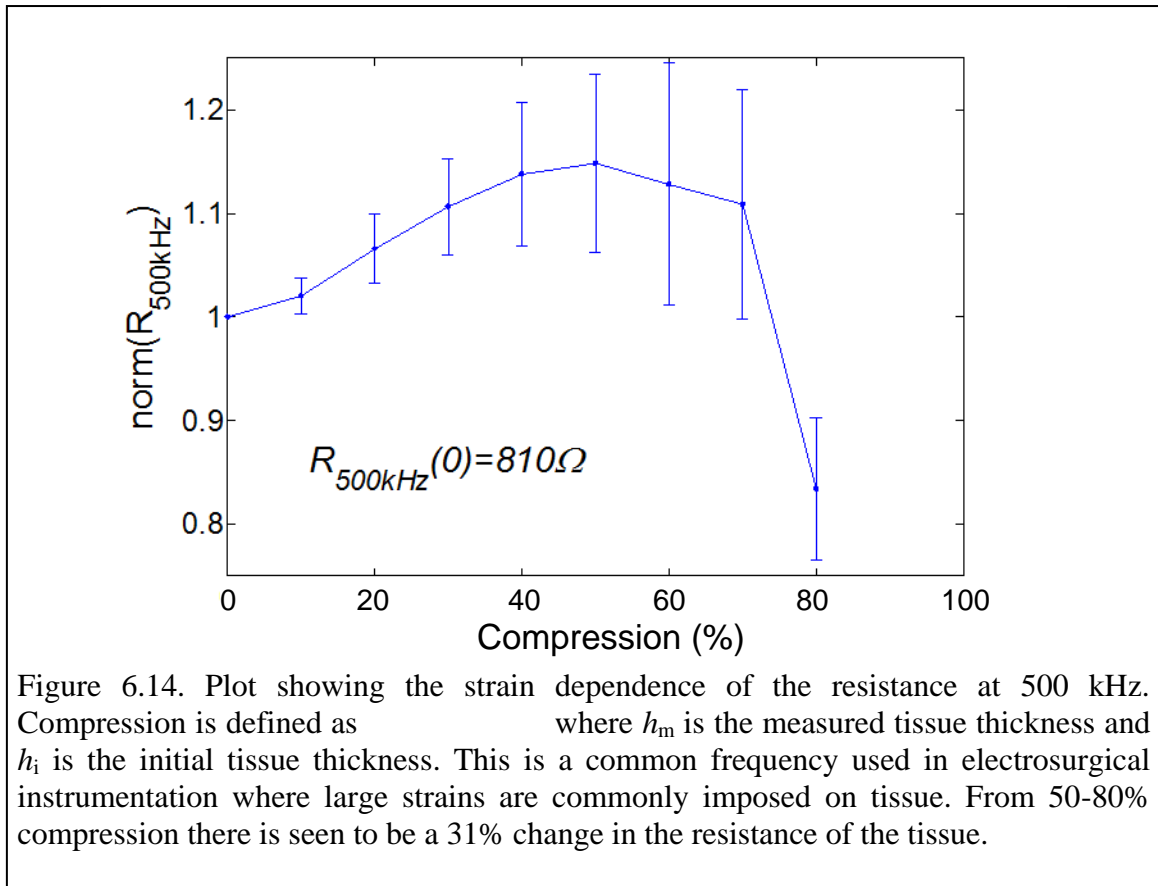 1.2
1.1
1
0.9
0.8
norm(R500kHz)
R500kHz(0)=810Ω
0 20 40 60 80 100
Compression (%)
Figure 6.14. Plot showing the strain dependence of the resistance at 500 kHz.
Compression is defined as where hm is the measured tissue thickness and
hi is the initial tissue thickness. This is a common frequency used in electrosurgical
instrumentation where large strains are commonly imposed on tissue. From 50-80%
compression there is seen to be a 31% change in the resistance of the tissue.